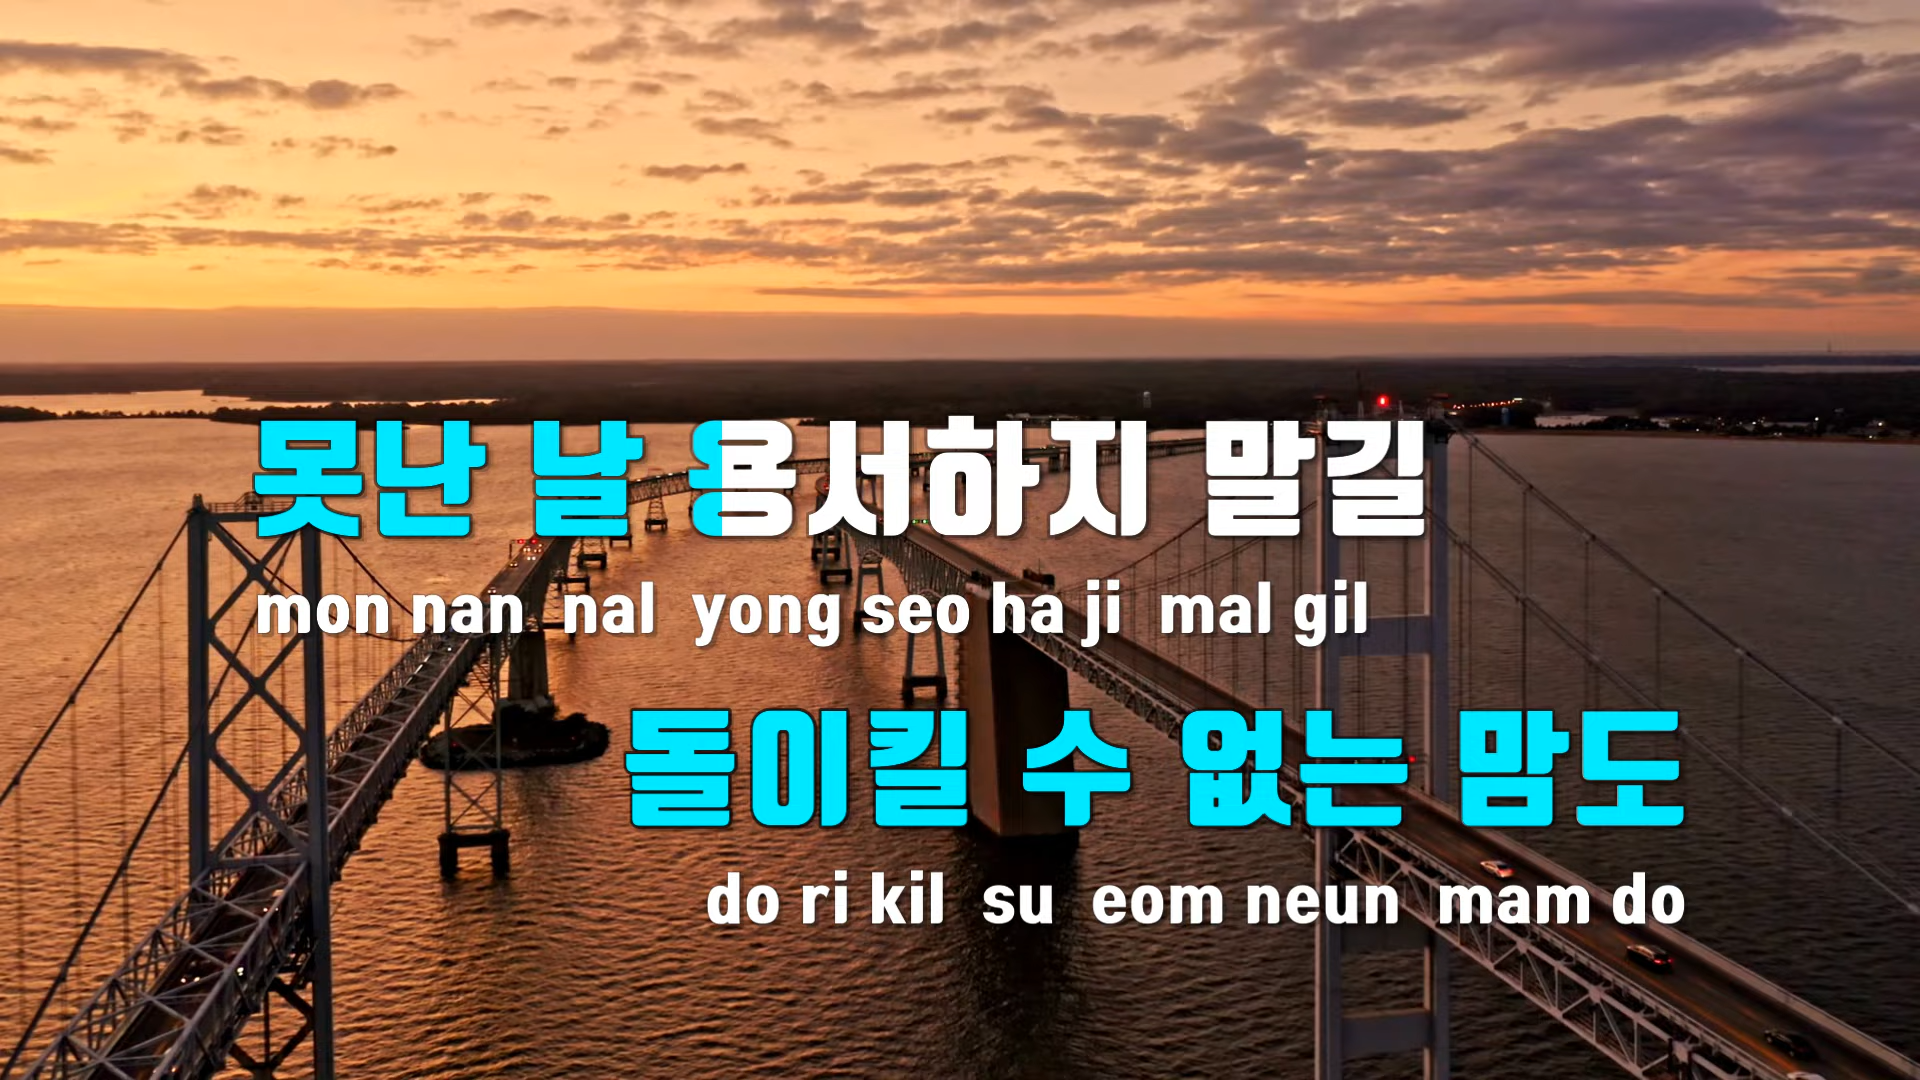 못난 날 용서하지 말길
mon nan nal yong seo ha ji mal gil
돌이킬 수 없는 맘도
do ri kil su eom neun mam do